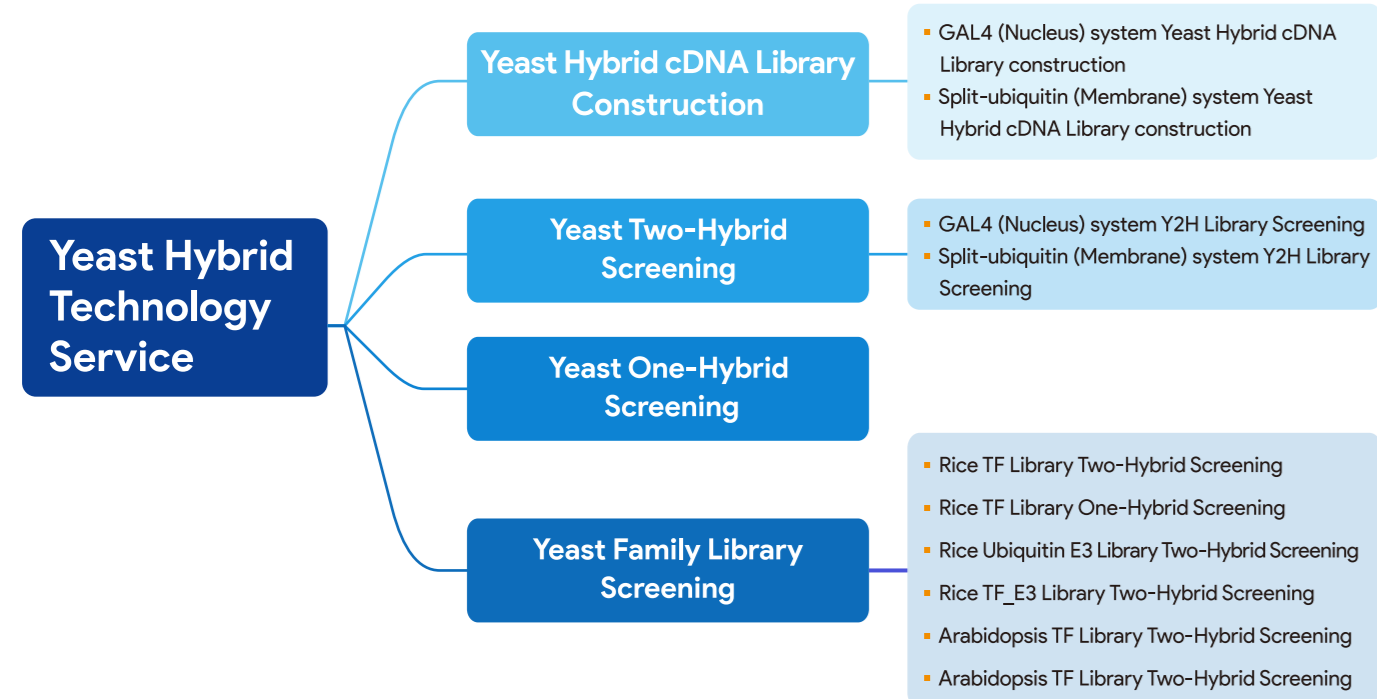 Yeast Hybrid
Technology
Service
Yeast Hybrid cDNA Library
Construction
GAL4 (Nucleus) system Yeast Hybrid cDNA
Library construction
Split-ubiquitin (Membrane) system Yeast
Hybrid cDNA Library construction
Yeast Two-Hybrid
Screening
GAL4 (Nucleus) system Y2H Library Screening
Split-ubiquitin (Membrane) system Y2H Library
Screening
Yeast One-Hybrid
Screening
Yeast Family Library
Screening
Rice TF Library Two-Hybrid Screening
Rice TF Library One-Hybrid Screening
Rice Ubiquitin E3 Library Two-Hybrid Screening
Rice TF_E3 Library Two-Hybrid Screening
Arabidopsis TF Library Two-Hybrid Screening
Arabidopsis TF Library Two-Hybrid Screening